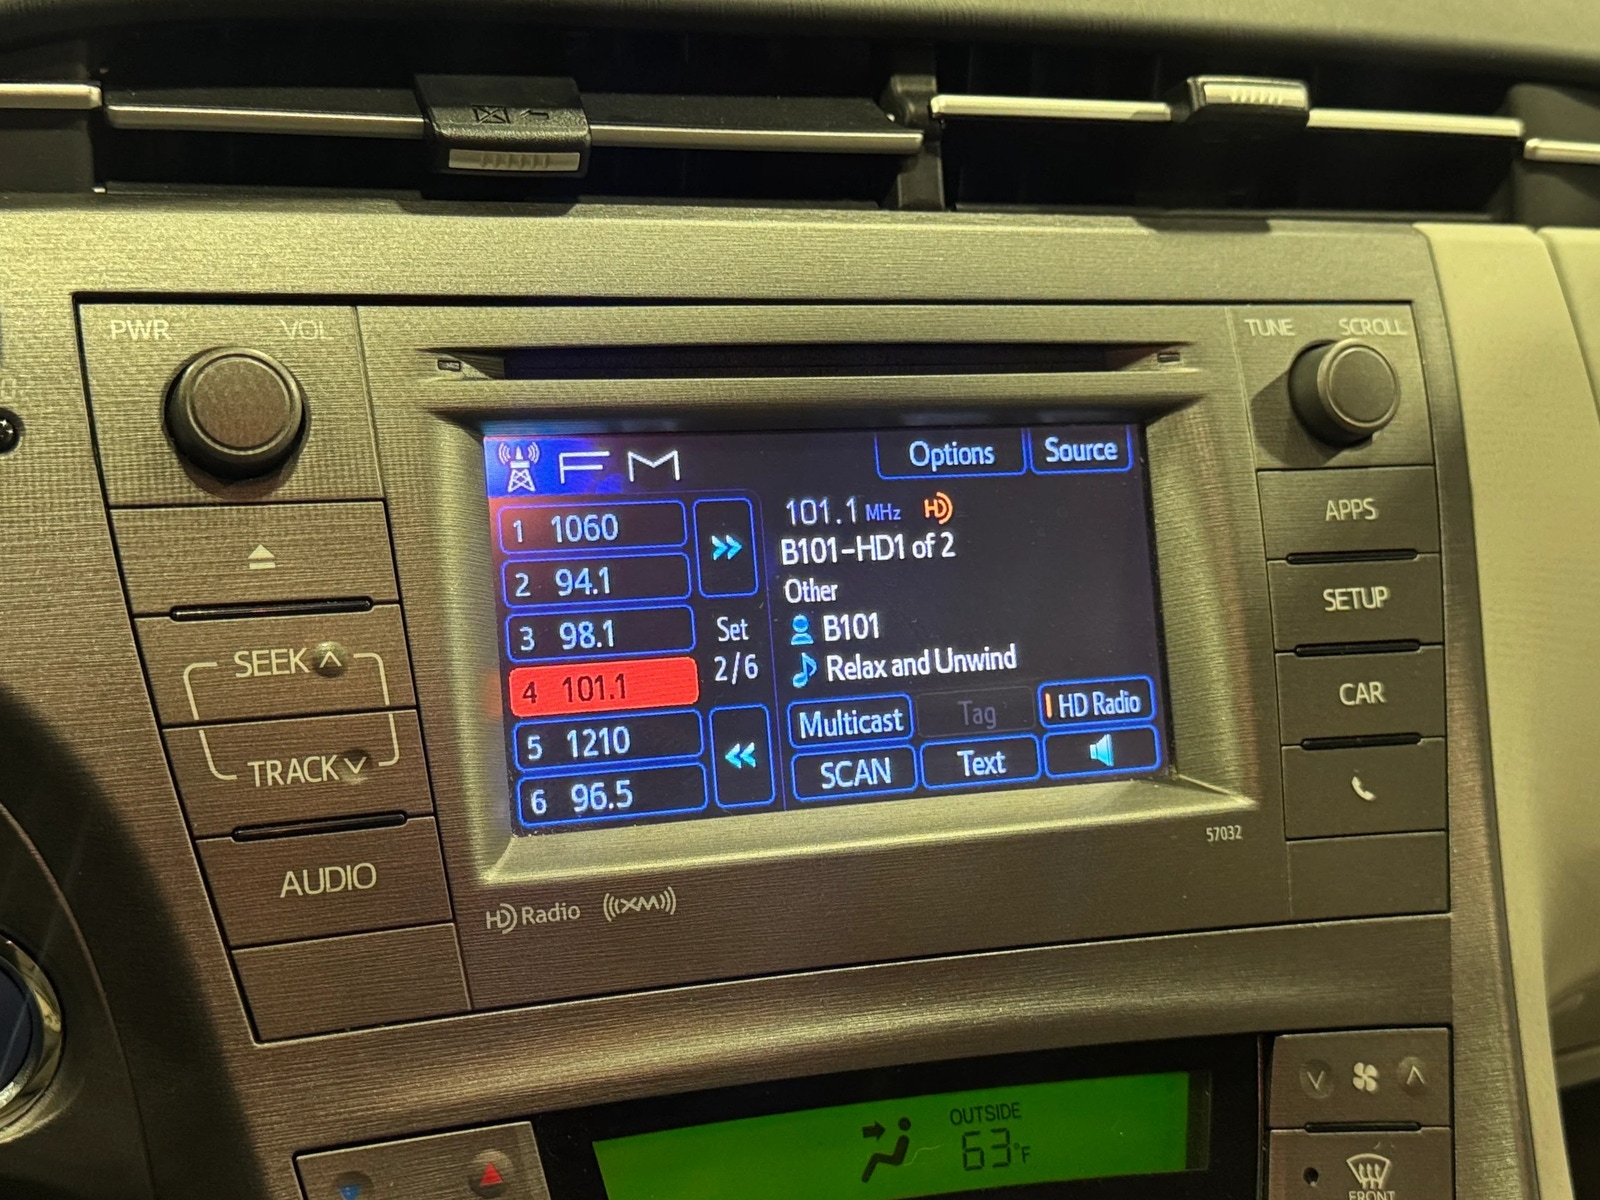 PWR VOL
TUNE SCROLL
FM
Options
Source
1 1060
2 94.1
3 98.1
4 101.1
5 1210
6 96.5
Set
2/6
101.1 MHz HD
B101-HD1 of 2
Other
B101
Relax and Unwind
Multicast
Tag
HD Radio
SCAN
Text
SEEK
TRACK
AUDIO
APPS
SETUP
CAR
57032
HD Radio
XM
OUTSIDE
63°F
FRONT